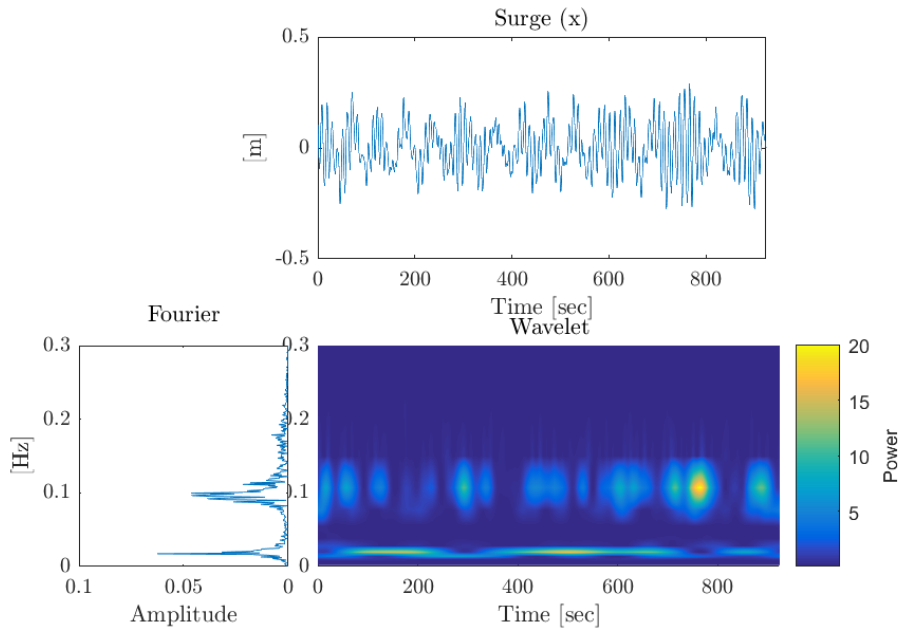 Surge (x)
0.5
0
-0.5
[m]
0 200 400 600 800
Time [sec]
Fourier
Wavelet
0.3
0.2
0.1
0
[Hz]
0.1 0.05 0
Amplitude
0.3
0.2
0.1
0
0 200 400 600 800
Time [sec]
20
15
10
5
Power